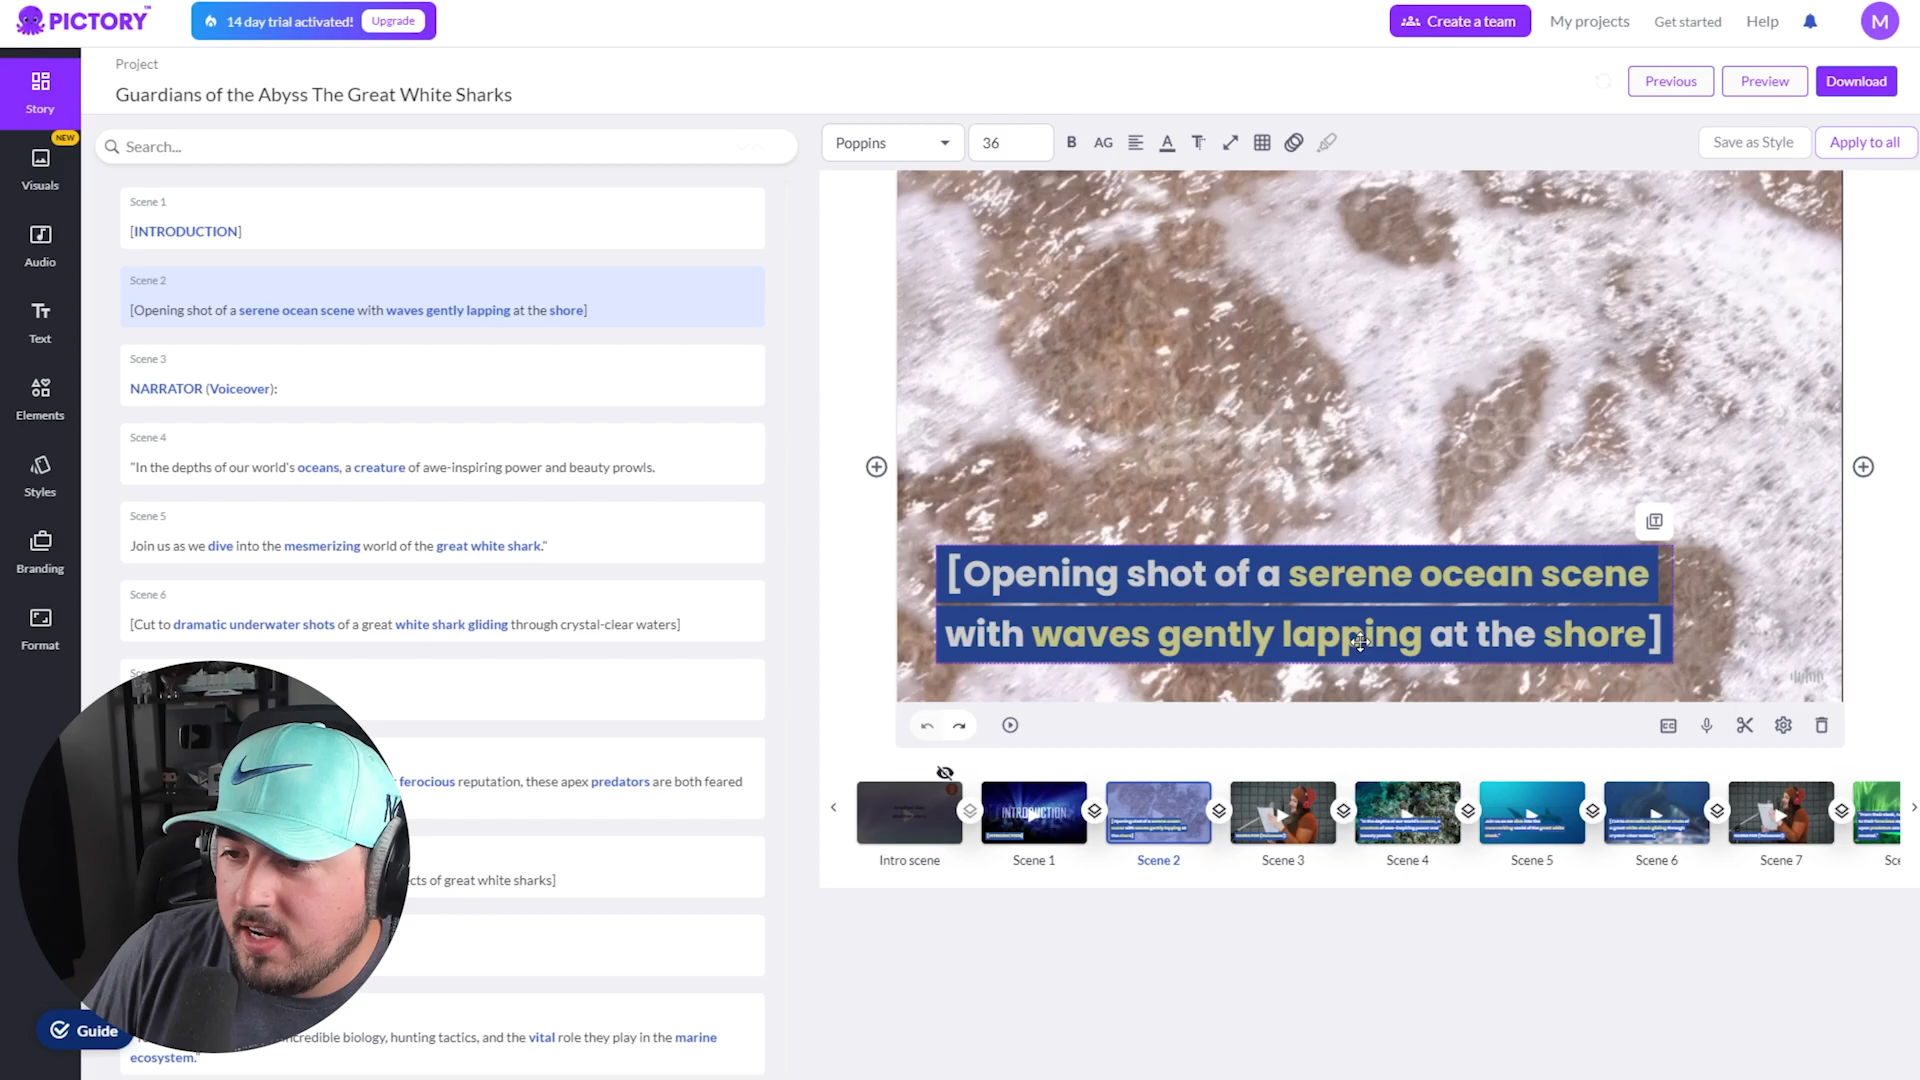 PICTORY
14 day trial activated!
Upgrade
Create a team
My projects
Get started
Help
M
Project
Guardians of the Abyss The Great White Sharks
Previous
Preview
Download
Story
NEW
Visuals
Audio
Text
Elements
Styles
Branding
Format
Search...
Poppins
36
B
AG
Save as Style
Apply to all
Scene 1
[INTRODUCTION]
Scene 2
[Opening shot of a serene ocean scene with waves gently lapping at the shore]
Scene 3
NARRATOR (Voiceover):
Scene 4
"In the depths of our world's oceans, a creature of awe-inspiring power and beauty prowls.
Scene 5
Join us as we dive into the mesmerizing world of the great white shark."
Scene 6
[Cut to dramatic underwater shots of a great white shark gliding through crystal-clear waters]
ferocious reputation, these apex predators are both feared
of great white sharks]
incredible biology, hunting tactics, and the vital role they play in the marine
ecosystem."
[Opening shot of a serene ocean scene
with waves gently lapping at the shore]
INTRODUCTION
Intro scene
Scene 1
Scene 2
Scene 3
Scene 4
Scene 5
Scene 6
Scene 7
Guide